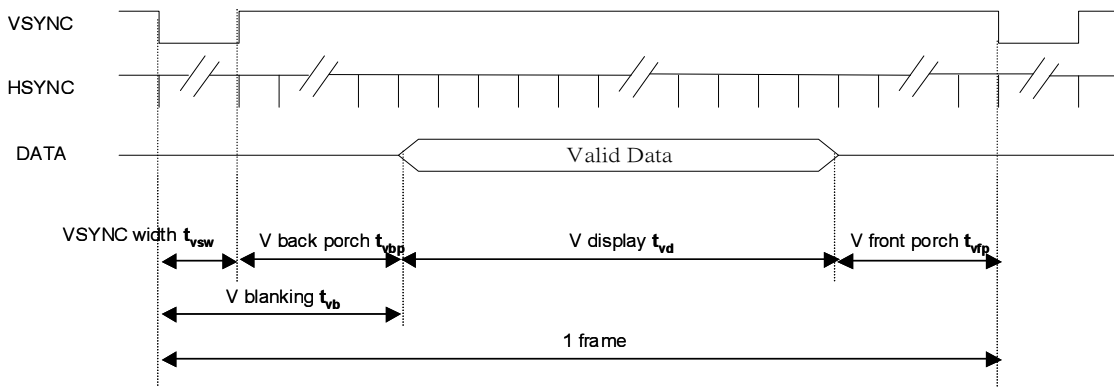 VSYNC
HSYNC
DATA
Valid Data
VSYNC width tvsw
V back porch tvbp
V display tvd
V front porch tvfp
V blanking tvb
1 frame